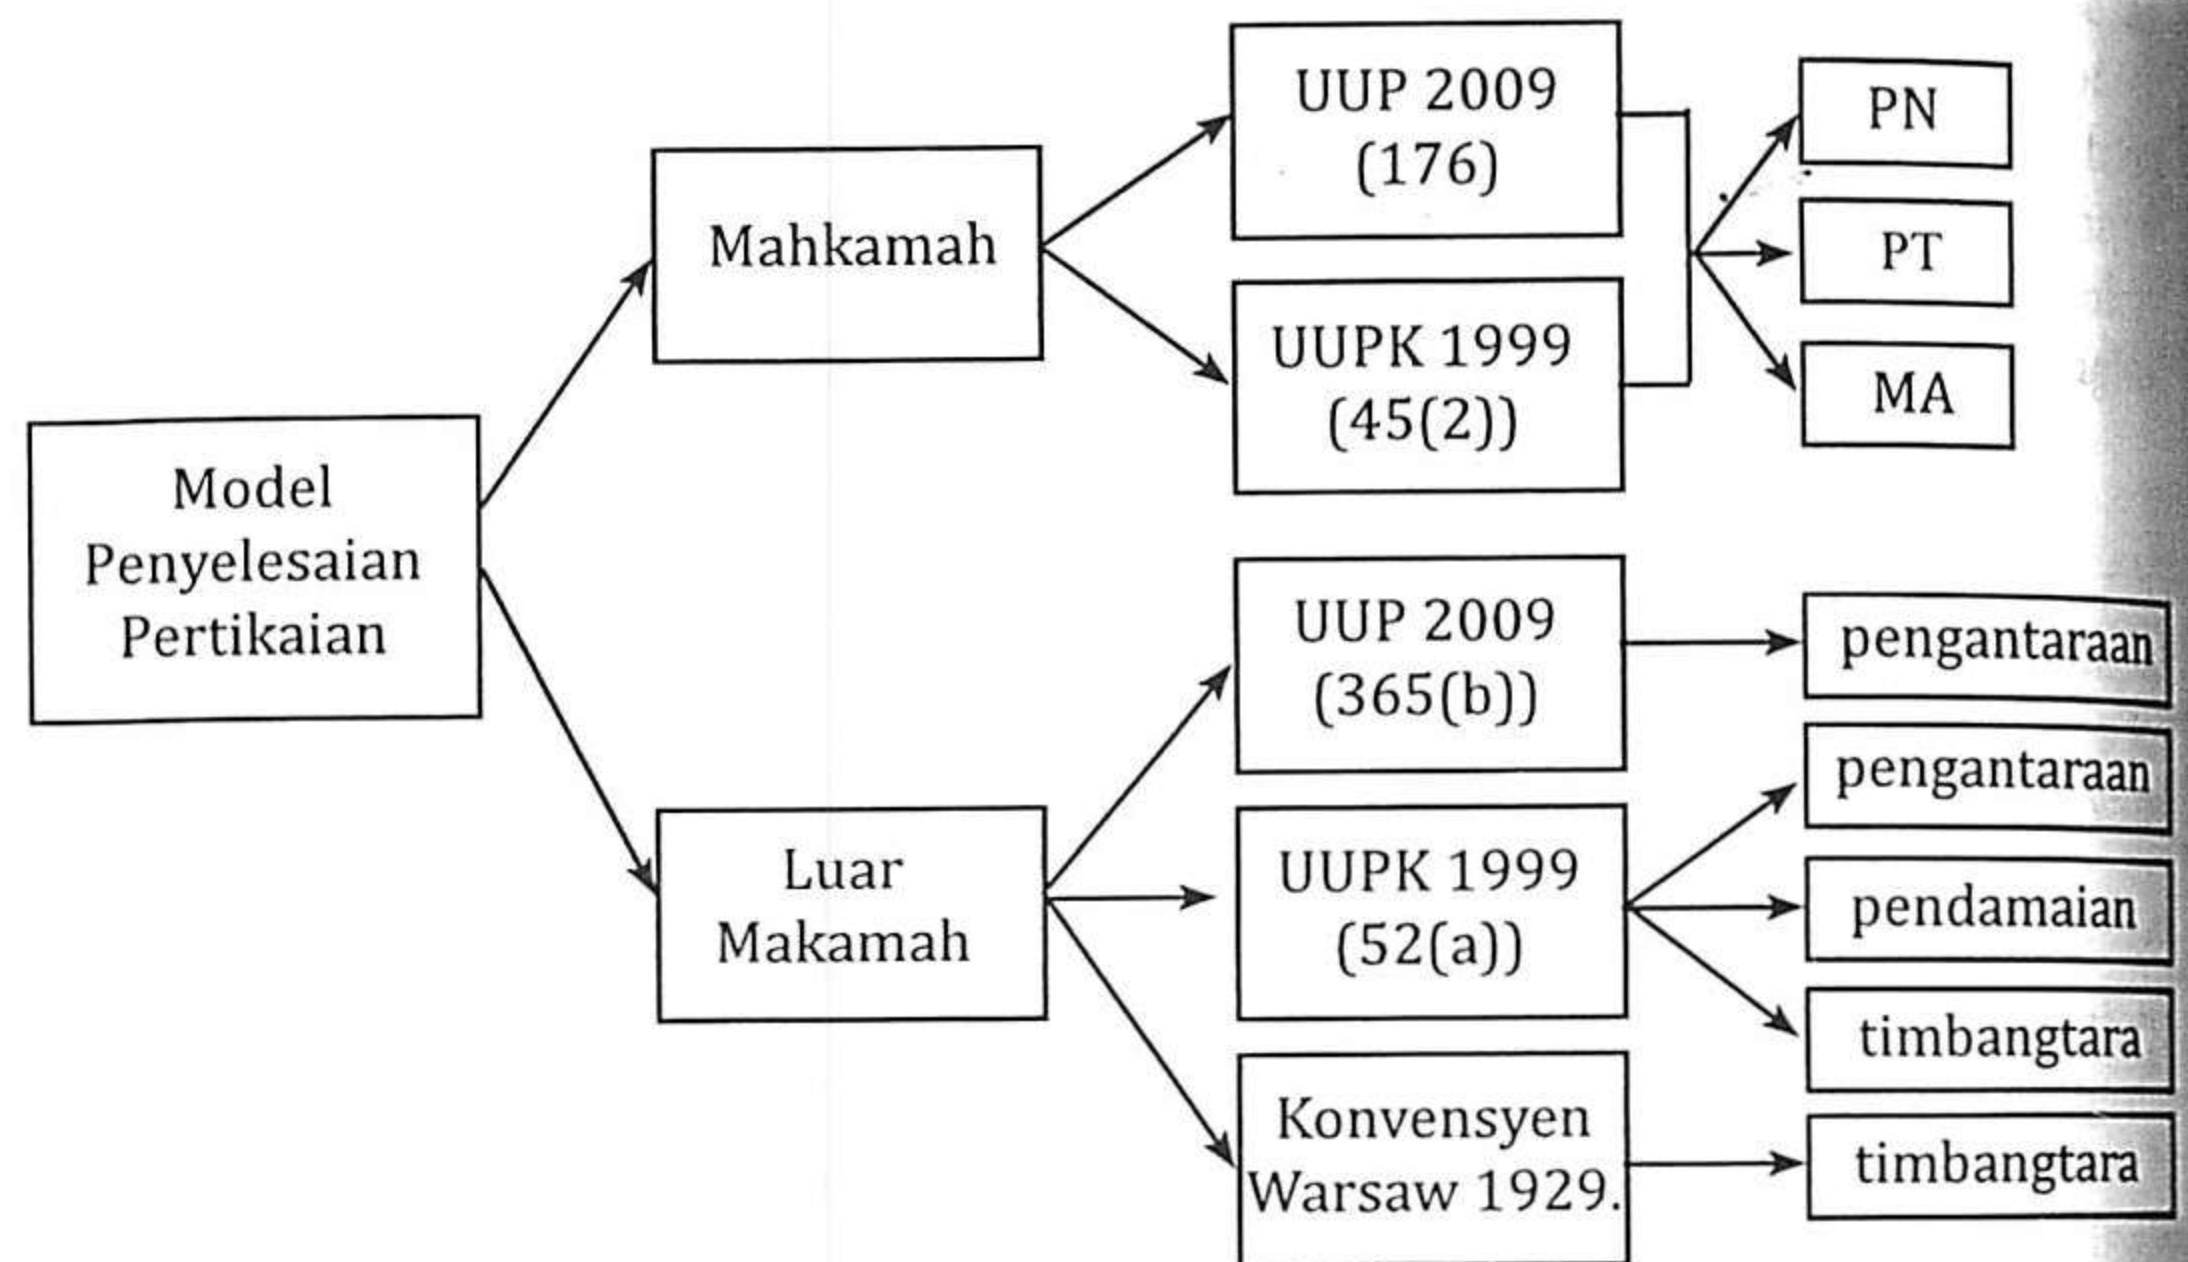 Model
Penyelesaian
Pertikaian
Mahkamah
UUP 2009
(176)
UUPK 1999
(45(2))
PN
PT
MA
Luar
Makamah
UUP 2009
(365(b))
pengantaraan
UUPK 1999
(52(a))
pengantaraan
pendamaian
timbangtara
Konvensyen
Warsaw 1929.
timbangtara